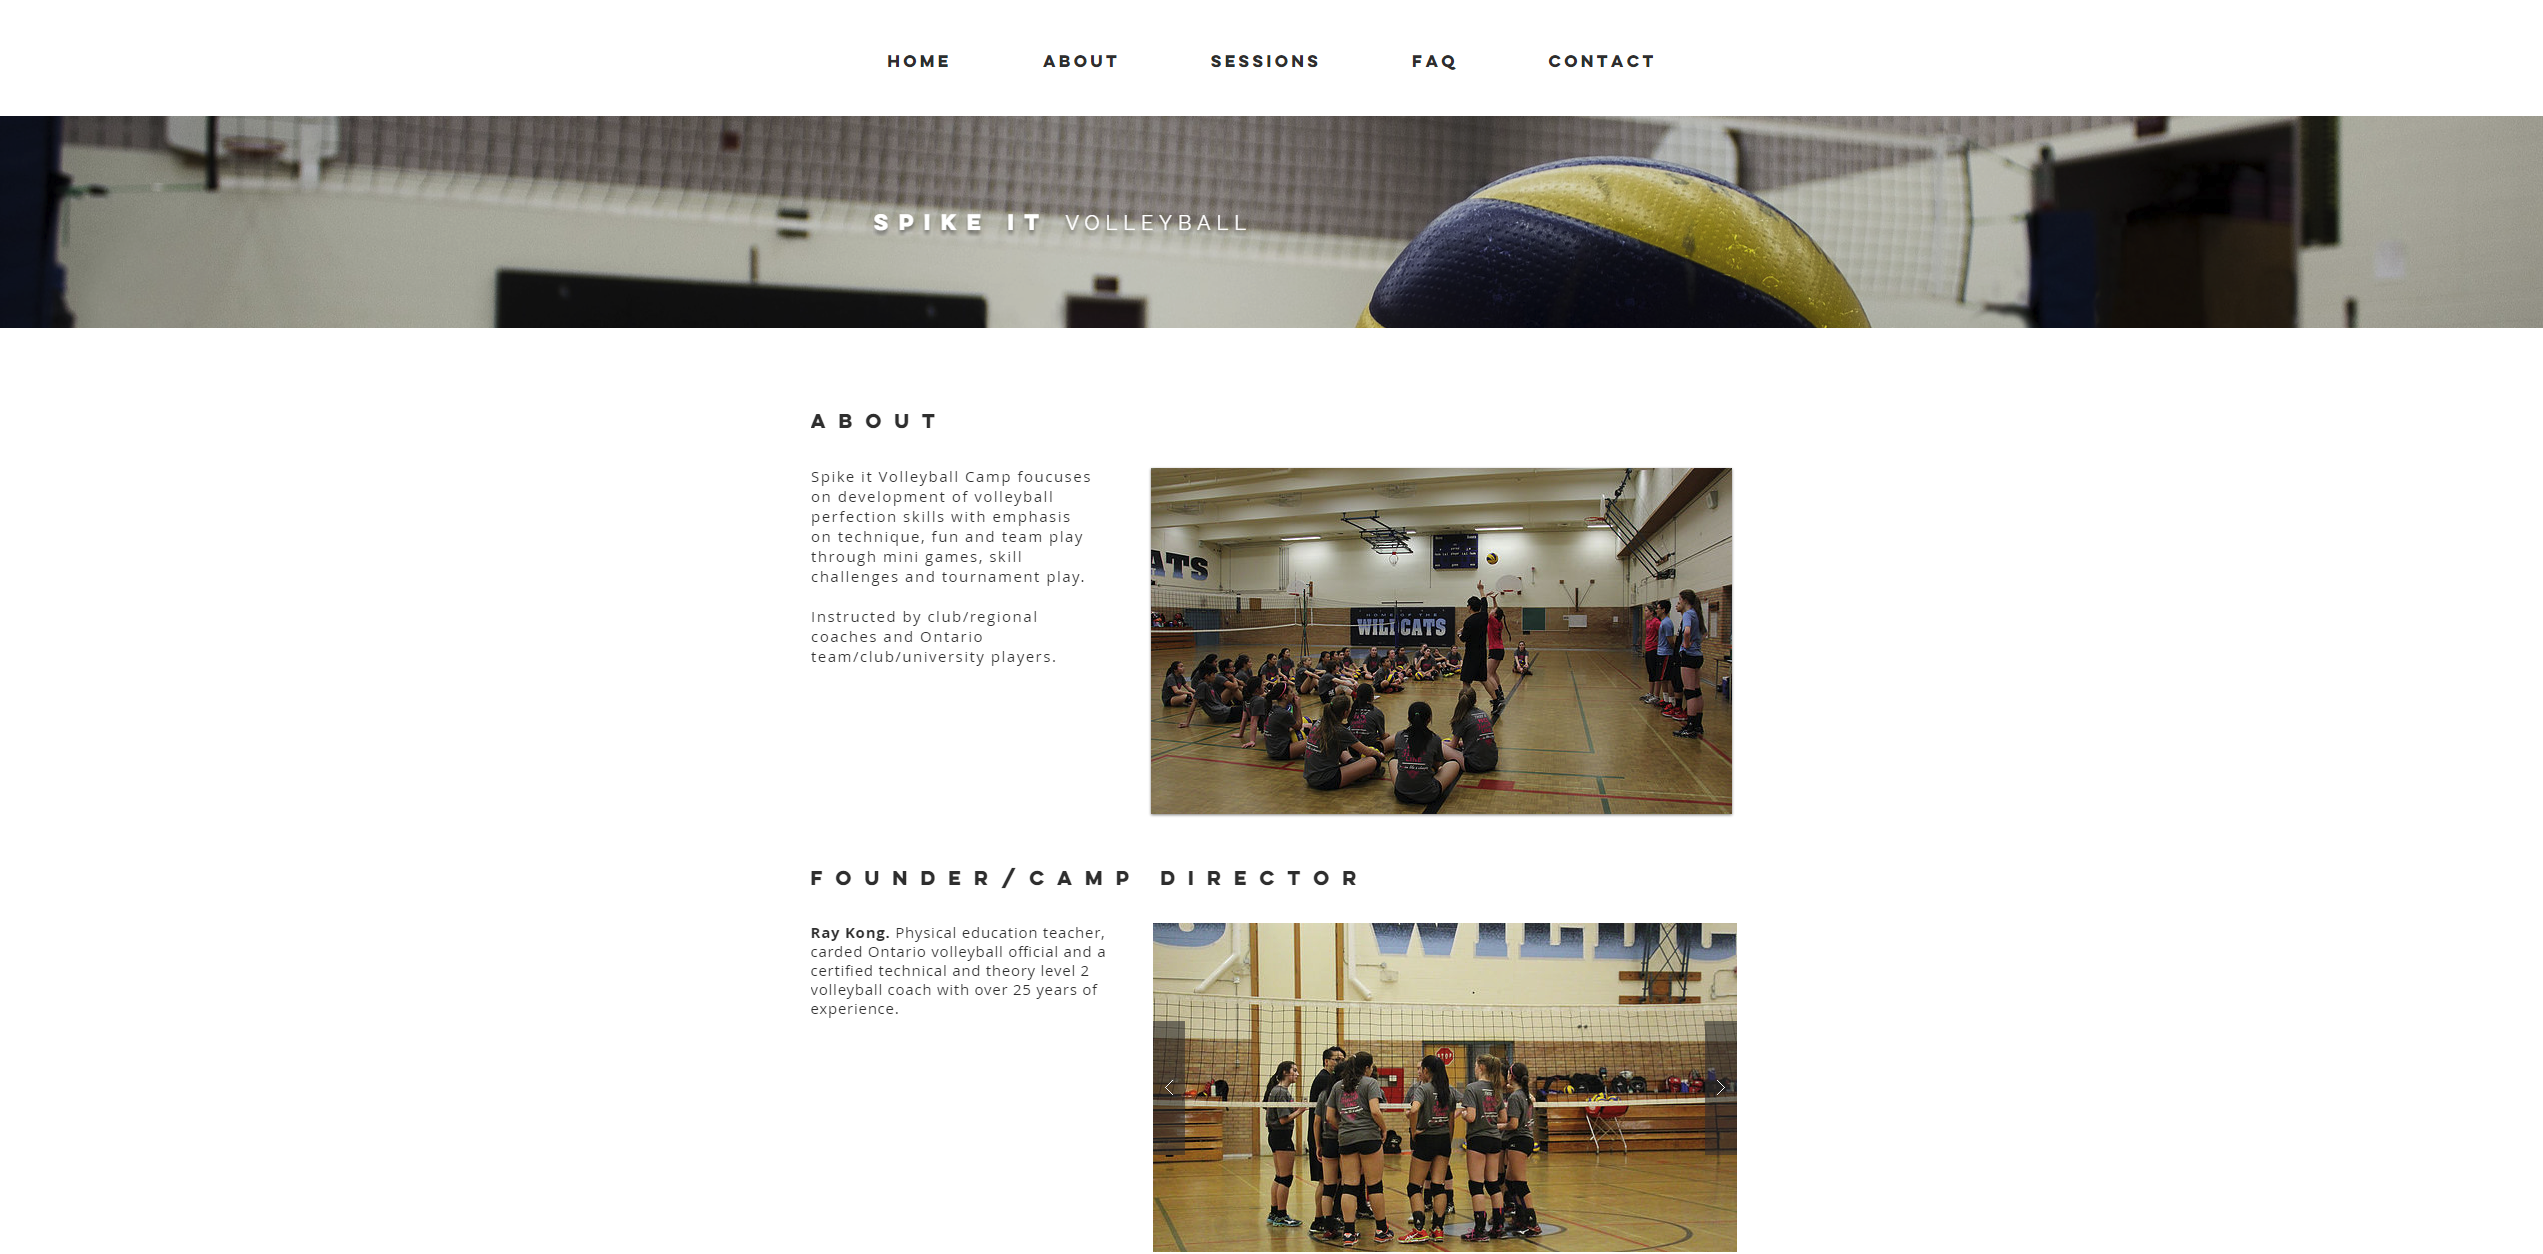 HOME ABOUT SESSIONS FAQ CONTACT
SPIKE IT VOLLEYBALL
ABOUT
Spike it Volleyball Camp foucuses
on development of volleyball
perfection skills with emphasis
on technique, fun and team play
through mini games, skill
challenges and tournament play.
Instructed by club/regional
coaches and Ontario
team/club/university players.
ATS
HOME OF THE
WILDCATS
FOUNDER/CAMP DIRECTOR
Ray Kong. Physical education teacher,
carded Ontario volleyball official and a
certified technical and theory level 2
volleyball coach with over 25 years of
experience.
STOP